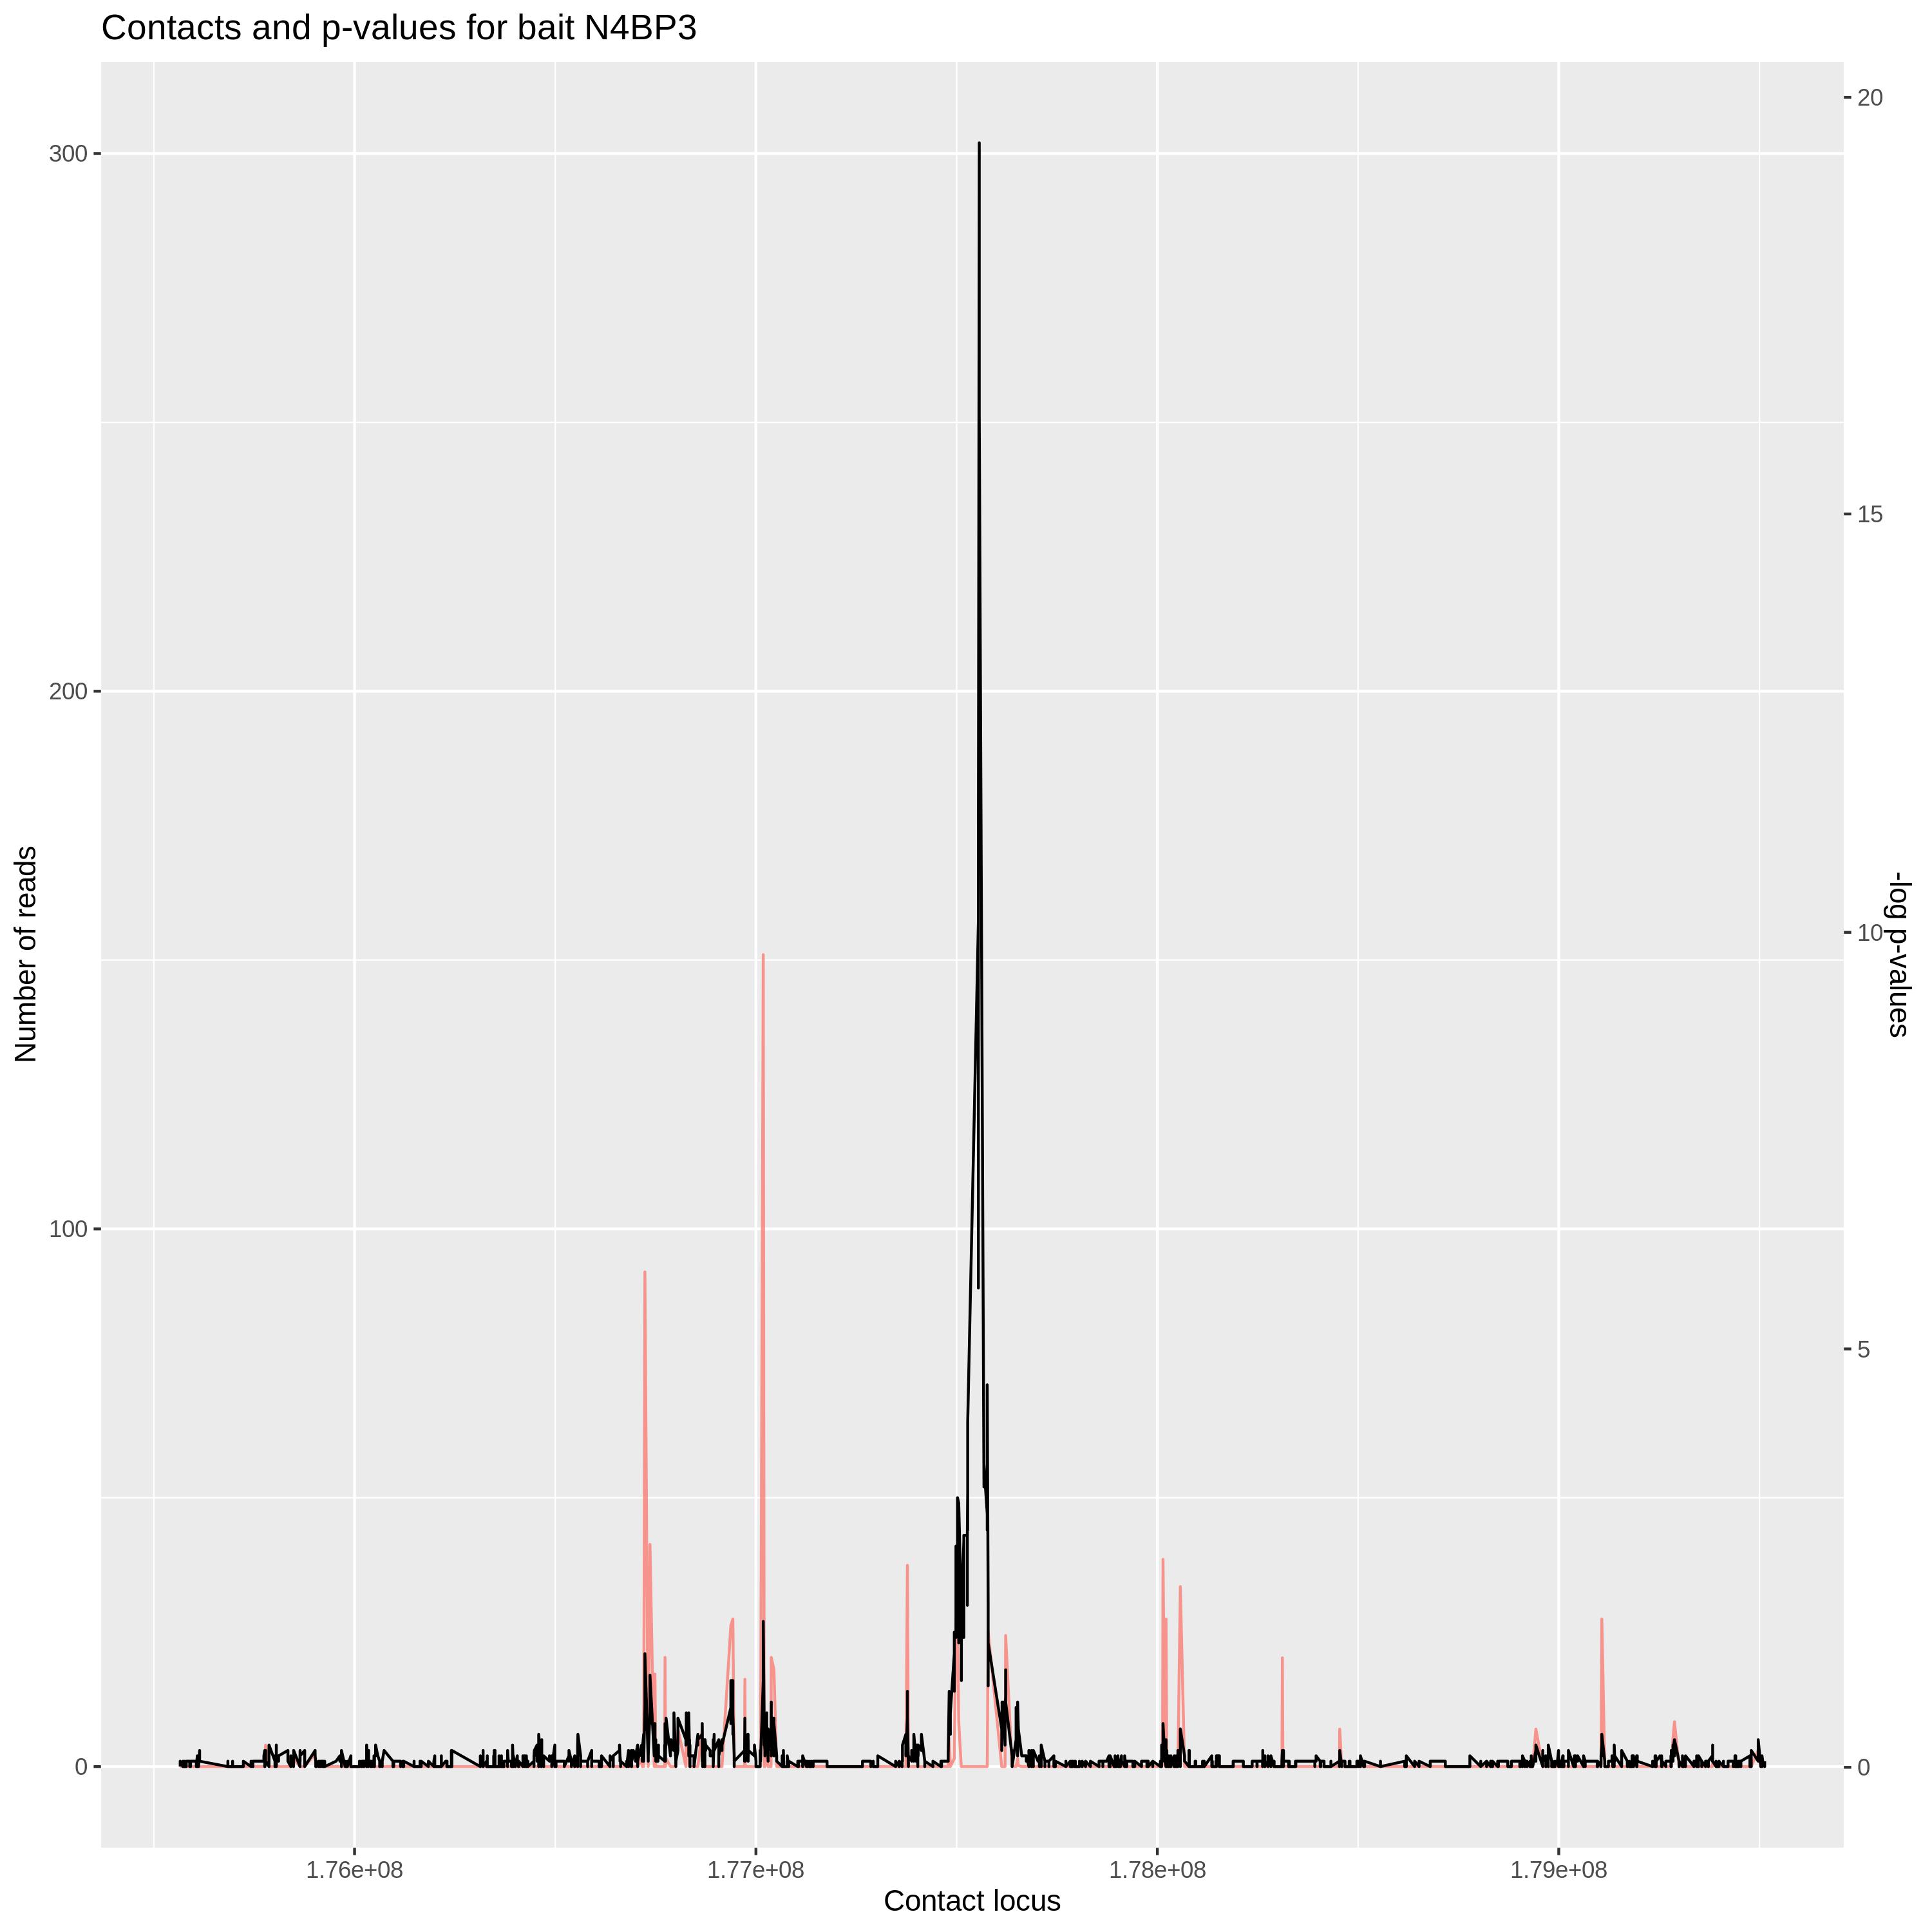 Contacts and p-values for bait N4BP3
Number of reads
300
200
100
0
20
15
10
5
0
-log p-values
1.76e+08
1.77e+08
1.78e+08
1.79e+08
Contact locus